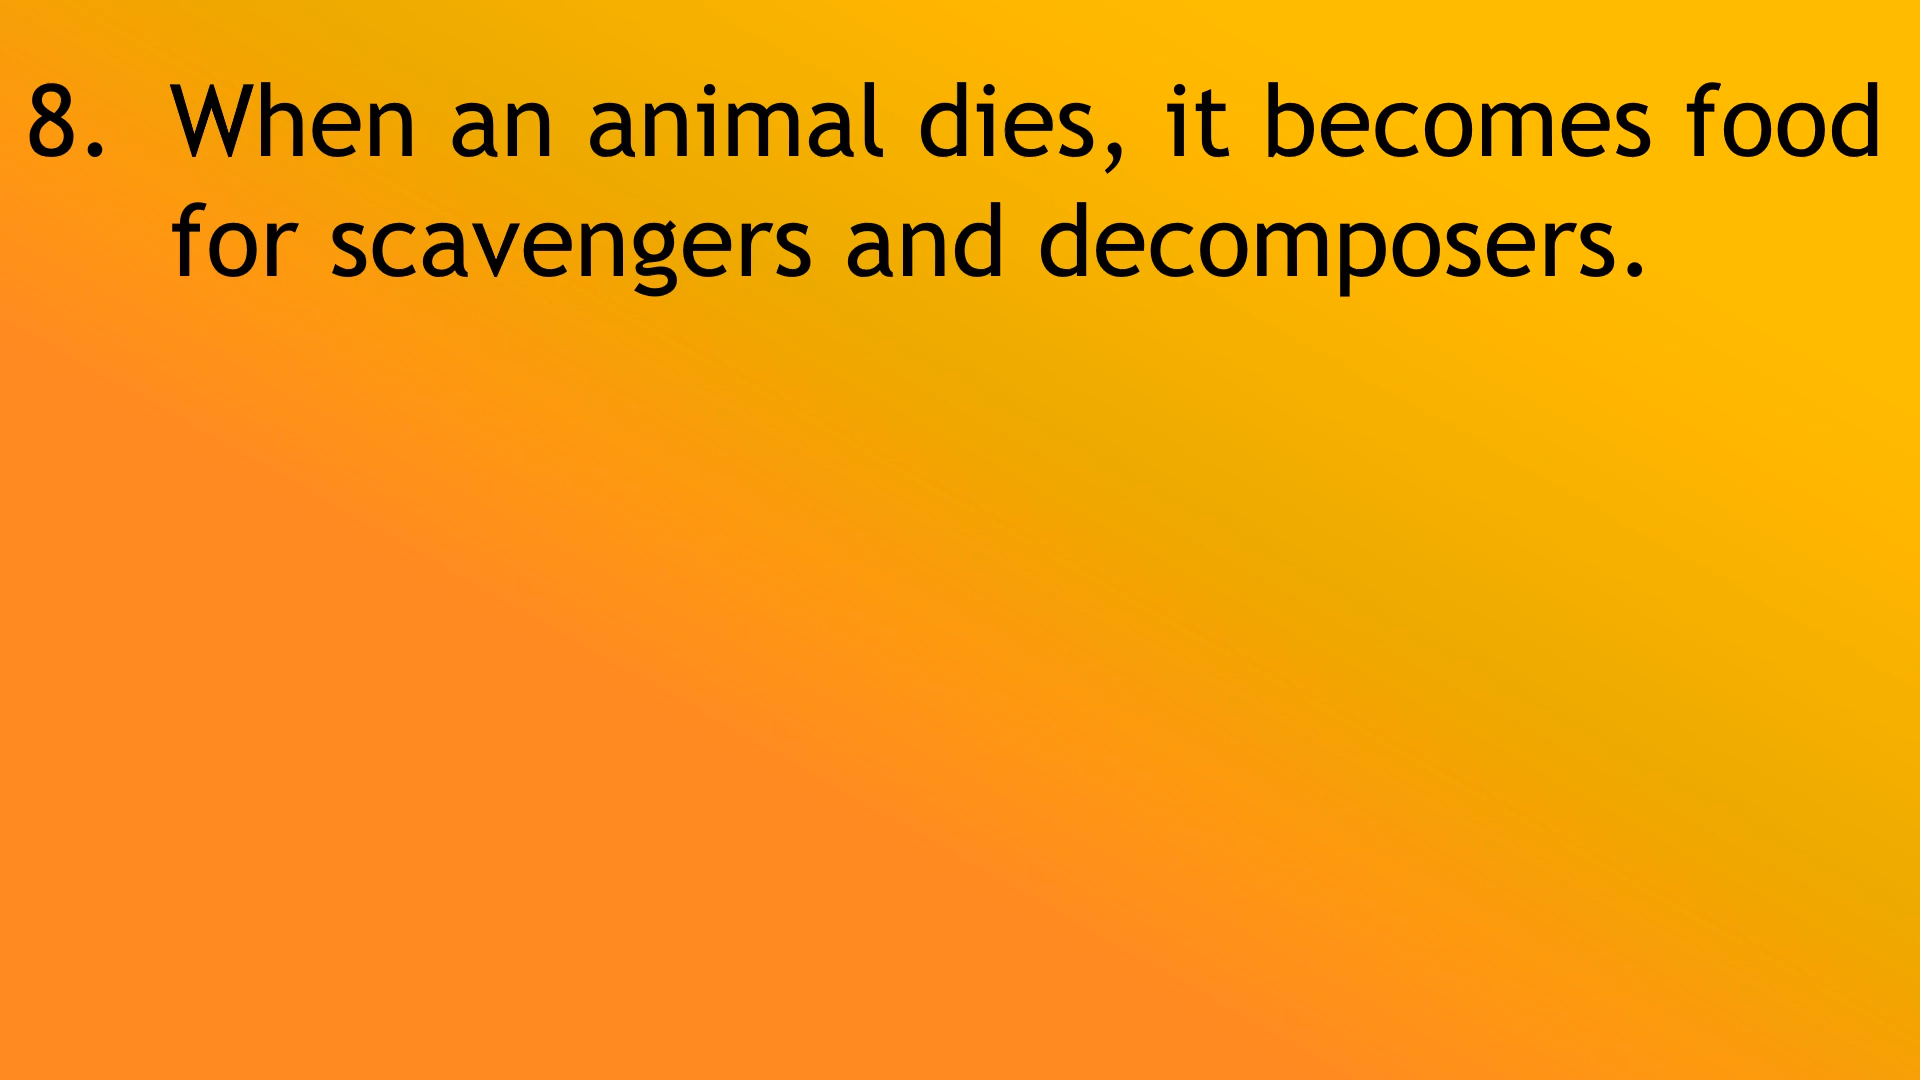 8. When an animal dies, it becomes food
for scavengers and decomposers.